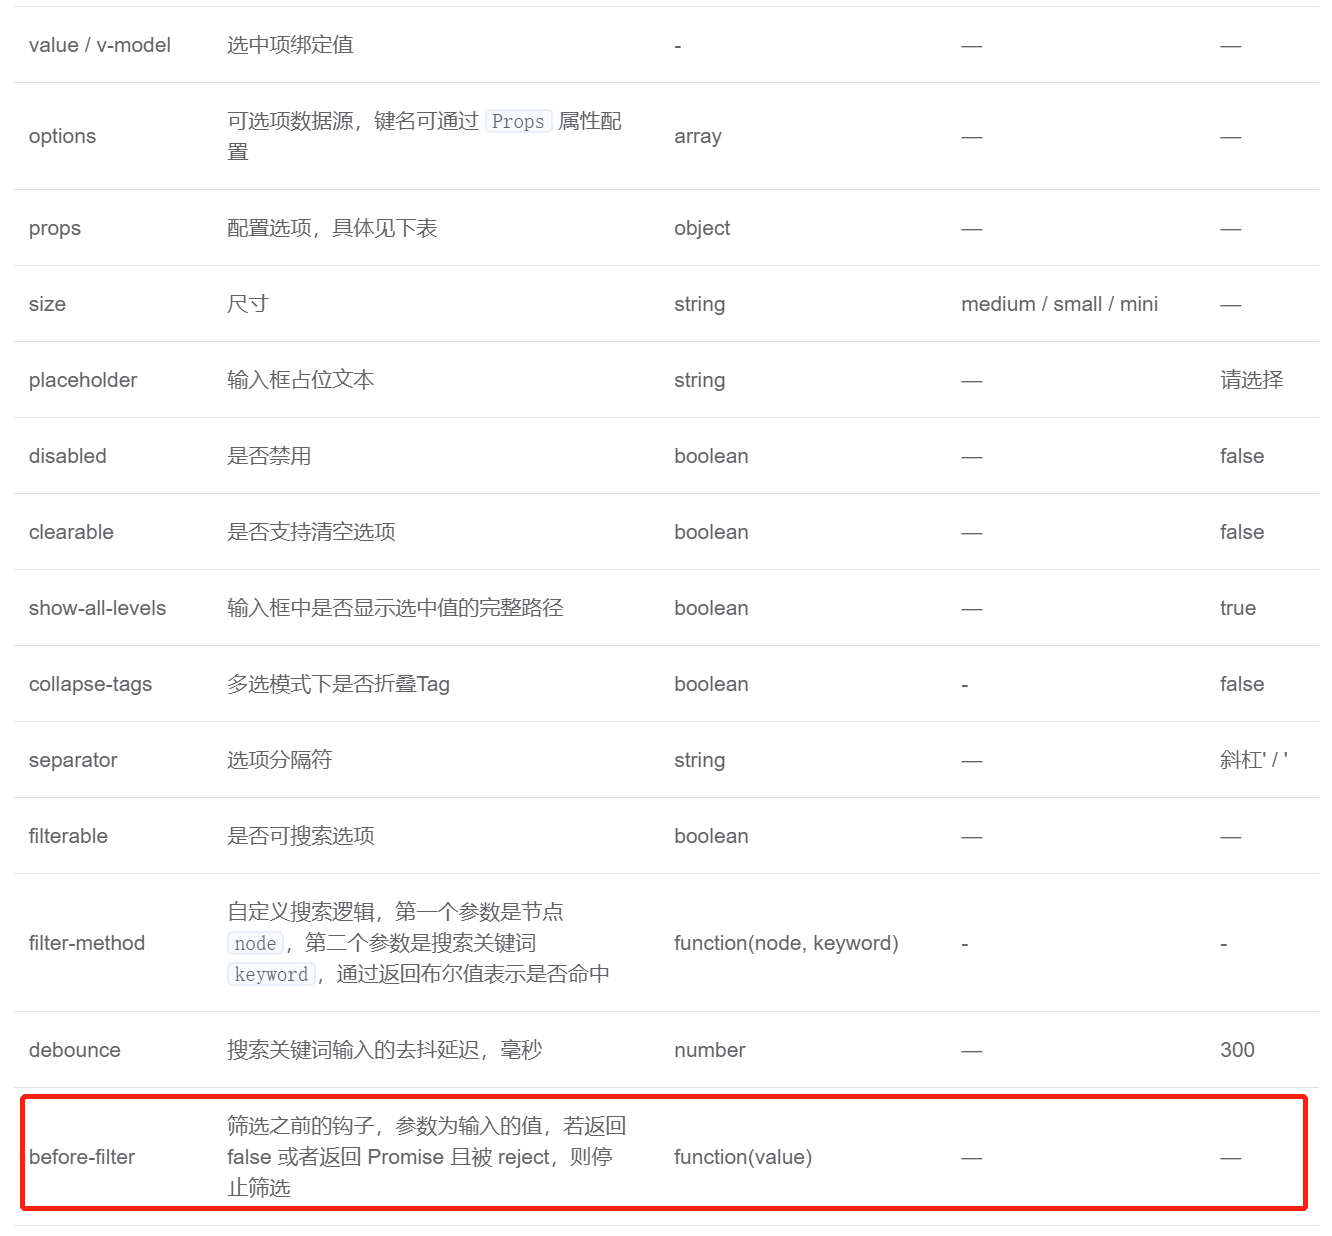 value / v-model 选中项绑定值 - — —
options 可选项数据源，键名可通过 Props 属性配
置 array — —
props 配置选项，具体见下表 object — —
size 尺寸 string medium / small / mini —
placeholder 输入框占位文本 string — 请选择
disabled 是否禁用 boolean — false
clearable 是否支持清空选项 boolean — false
show-all-levels 输入框中是否显示选中值的完整路径 boolean — true
collapse-tags 多选模式下是否折叠Tag boolean - false
separator 选项分隔符 string — 斜杠' / '
filterable 是否可搜索选项 boolean — —
自定义搜索逻辑，第一个参数是节点
filter-method node，第二个参数是搜索关键词 function(node, keyword) - -
keyword，通过返回布尔值表示是否命中
debounce 搜索关键词输入的去抖延迟，毫秒 number — 300
筛选之前的钩子，参数为输入的值，若返回
before-filter false 或者返回 Promise 且被 reject，则停 function(value) — —
止筛选